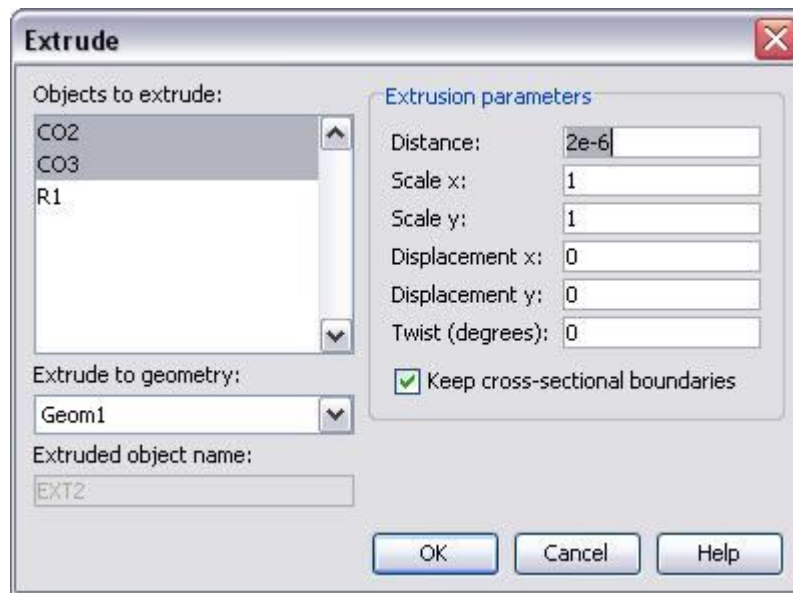 Extrude
Objects to extrude:
CO2
CO3
R1
Extrude to geometry:
Geom1
Extruded object name:
EXT2
Extrusion parameters
Distance: 2e-6
Scale x: 1
Scale y: 1
Displacement x: 0
Displacement y: 0
Twist (degrees): 0
Keep cross-sectional boundaries
OK Cancel Help